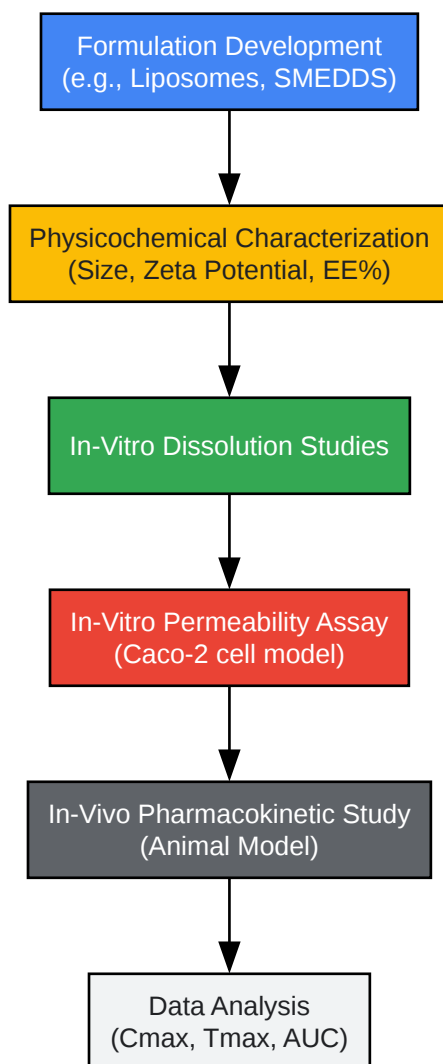 Formulation Development
(e.g., Liposomes, SMEDDS)
Physicochemical Characterization
(Size, Zeta Potential, EE%)
In-Vitro Dissolution Studies
In-Vitro Permeability Assay
(Caco-2 cell model)
In-Vivo Pharmacokinetic Study
(Animal Model)
Data Analysis
(Cmax, Tmax, AUC)